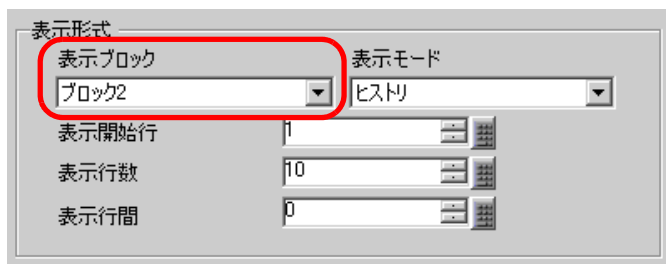 表示形式
表示ブロック 表示モード
ブロック2 ヒストリ
表示開始行 1
表示行数 10
表示行間 0